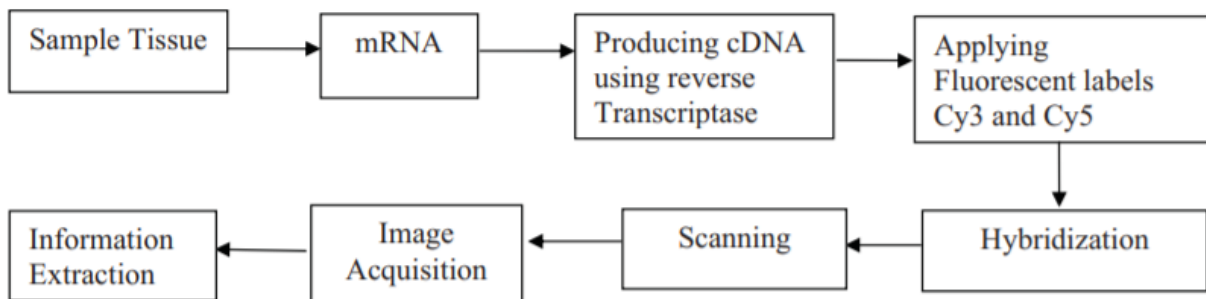 Sample Tissue
mRNA
Producing cDNA
using reverse
Transcriptase
Applying
Fluorescent labels
Cy3 and Cy5
Hybridization
Scanning
Image
Acquisition
Information
Extraction